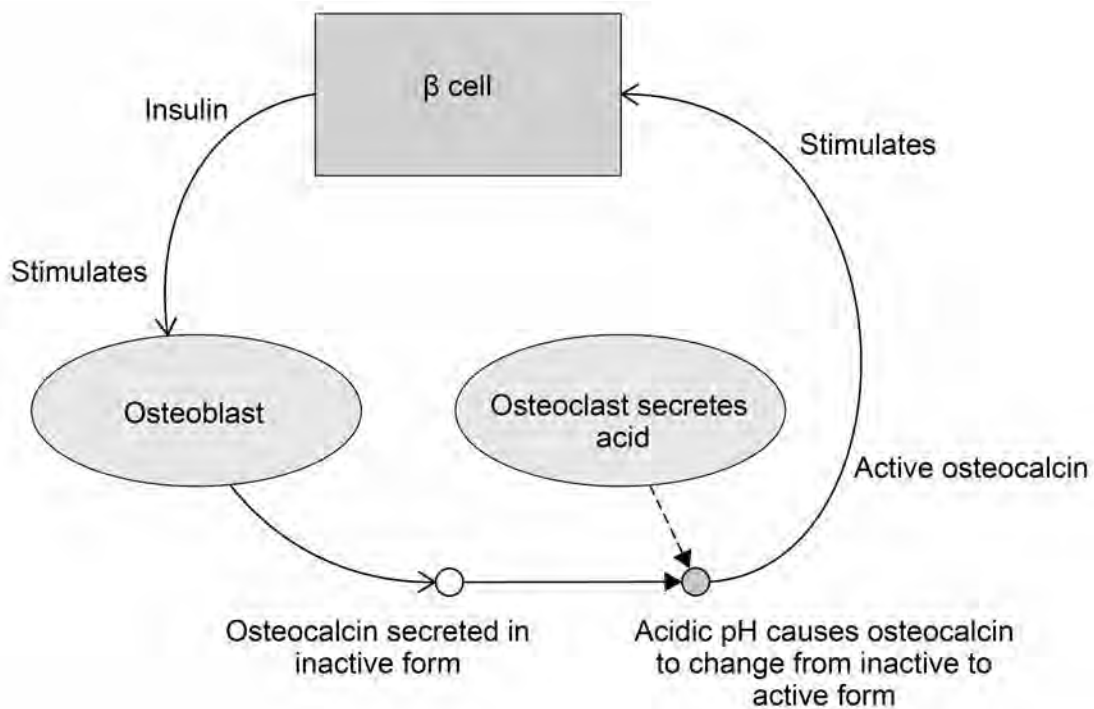 β cell
Insulin
Stimulates
Stimulates
Osteoblast
Osteoclast secretes
acid
Active osteocalcin
Osteocalcin secreted in
inactive form
Acidic pH causes osteocalcin
to change from inactive to
active form